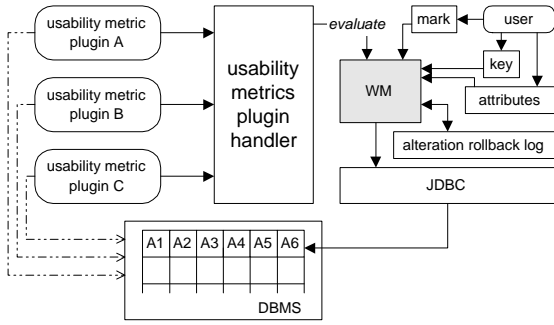 usability metric
plugin A
usability metric
plugin B
usability metric
plugin C
usability
metrics
plugin
handler
evaluate
mark
user
key
WM
attributes
alteration rollback log
JDBC
A1 A2 A3 A4 A5 A6
DBMS